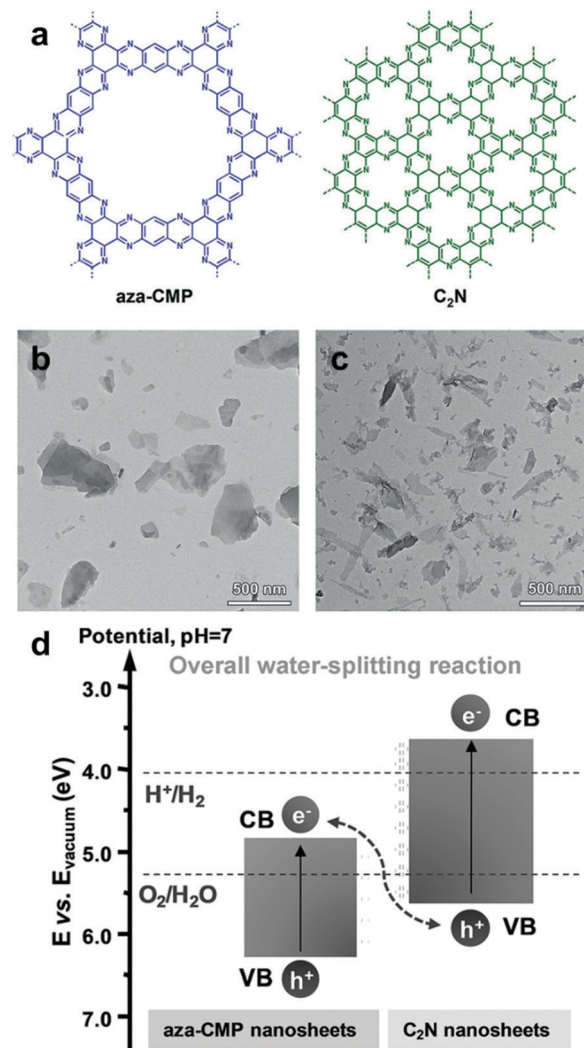 a
aza-CMP
C₂N
b
500 nm
c
500 nm
d
Potential, pH=7
Overall water-splitting reaction
E vs. Evacuum (eV)
3.0
4.0
5.0
6.0
7.0
H⁺/H₂
O₂/H₂O
CB
e⁻
VB
h⁺
e⁻
CB
h⁺
VB
aza-CMP nanosheets
C₂N nanosheets